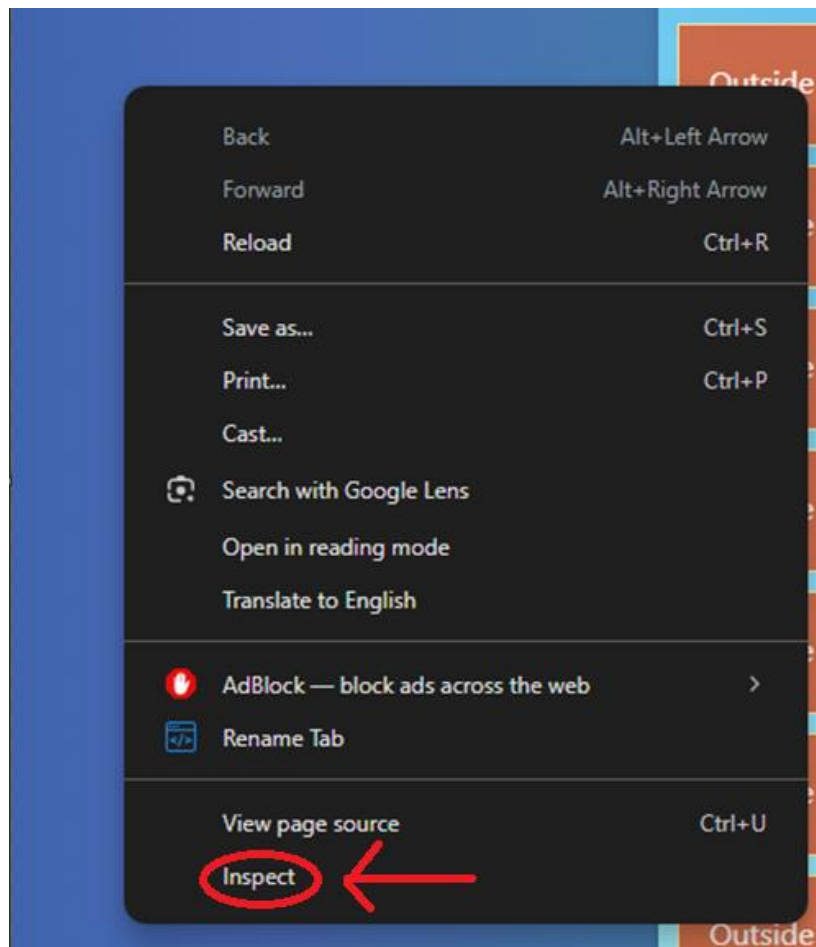 Outside
Back Alt+Left Arrow
Forward Alt+Right Arrow
Reload Ctrl+R
Save as... Ctrl+S
Print... Ctrl+P
Cast...
Search with Google Lens
Open in reading mode
Translate to English
AdBlock — block ads across the web
Rename Tab
View page source Ctrl+U
Inspect
Outside